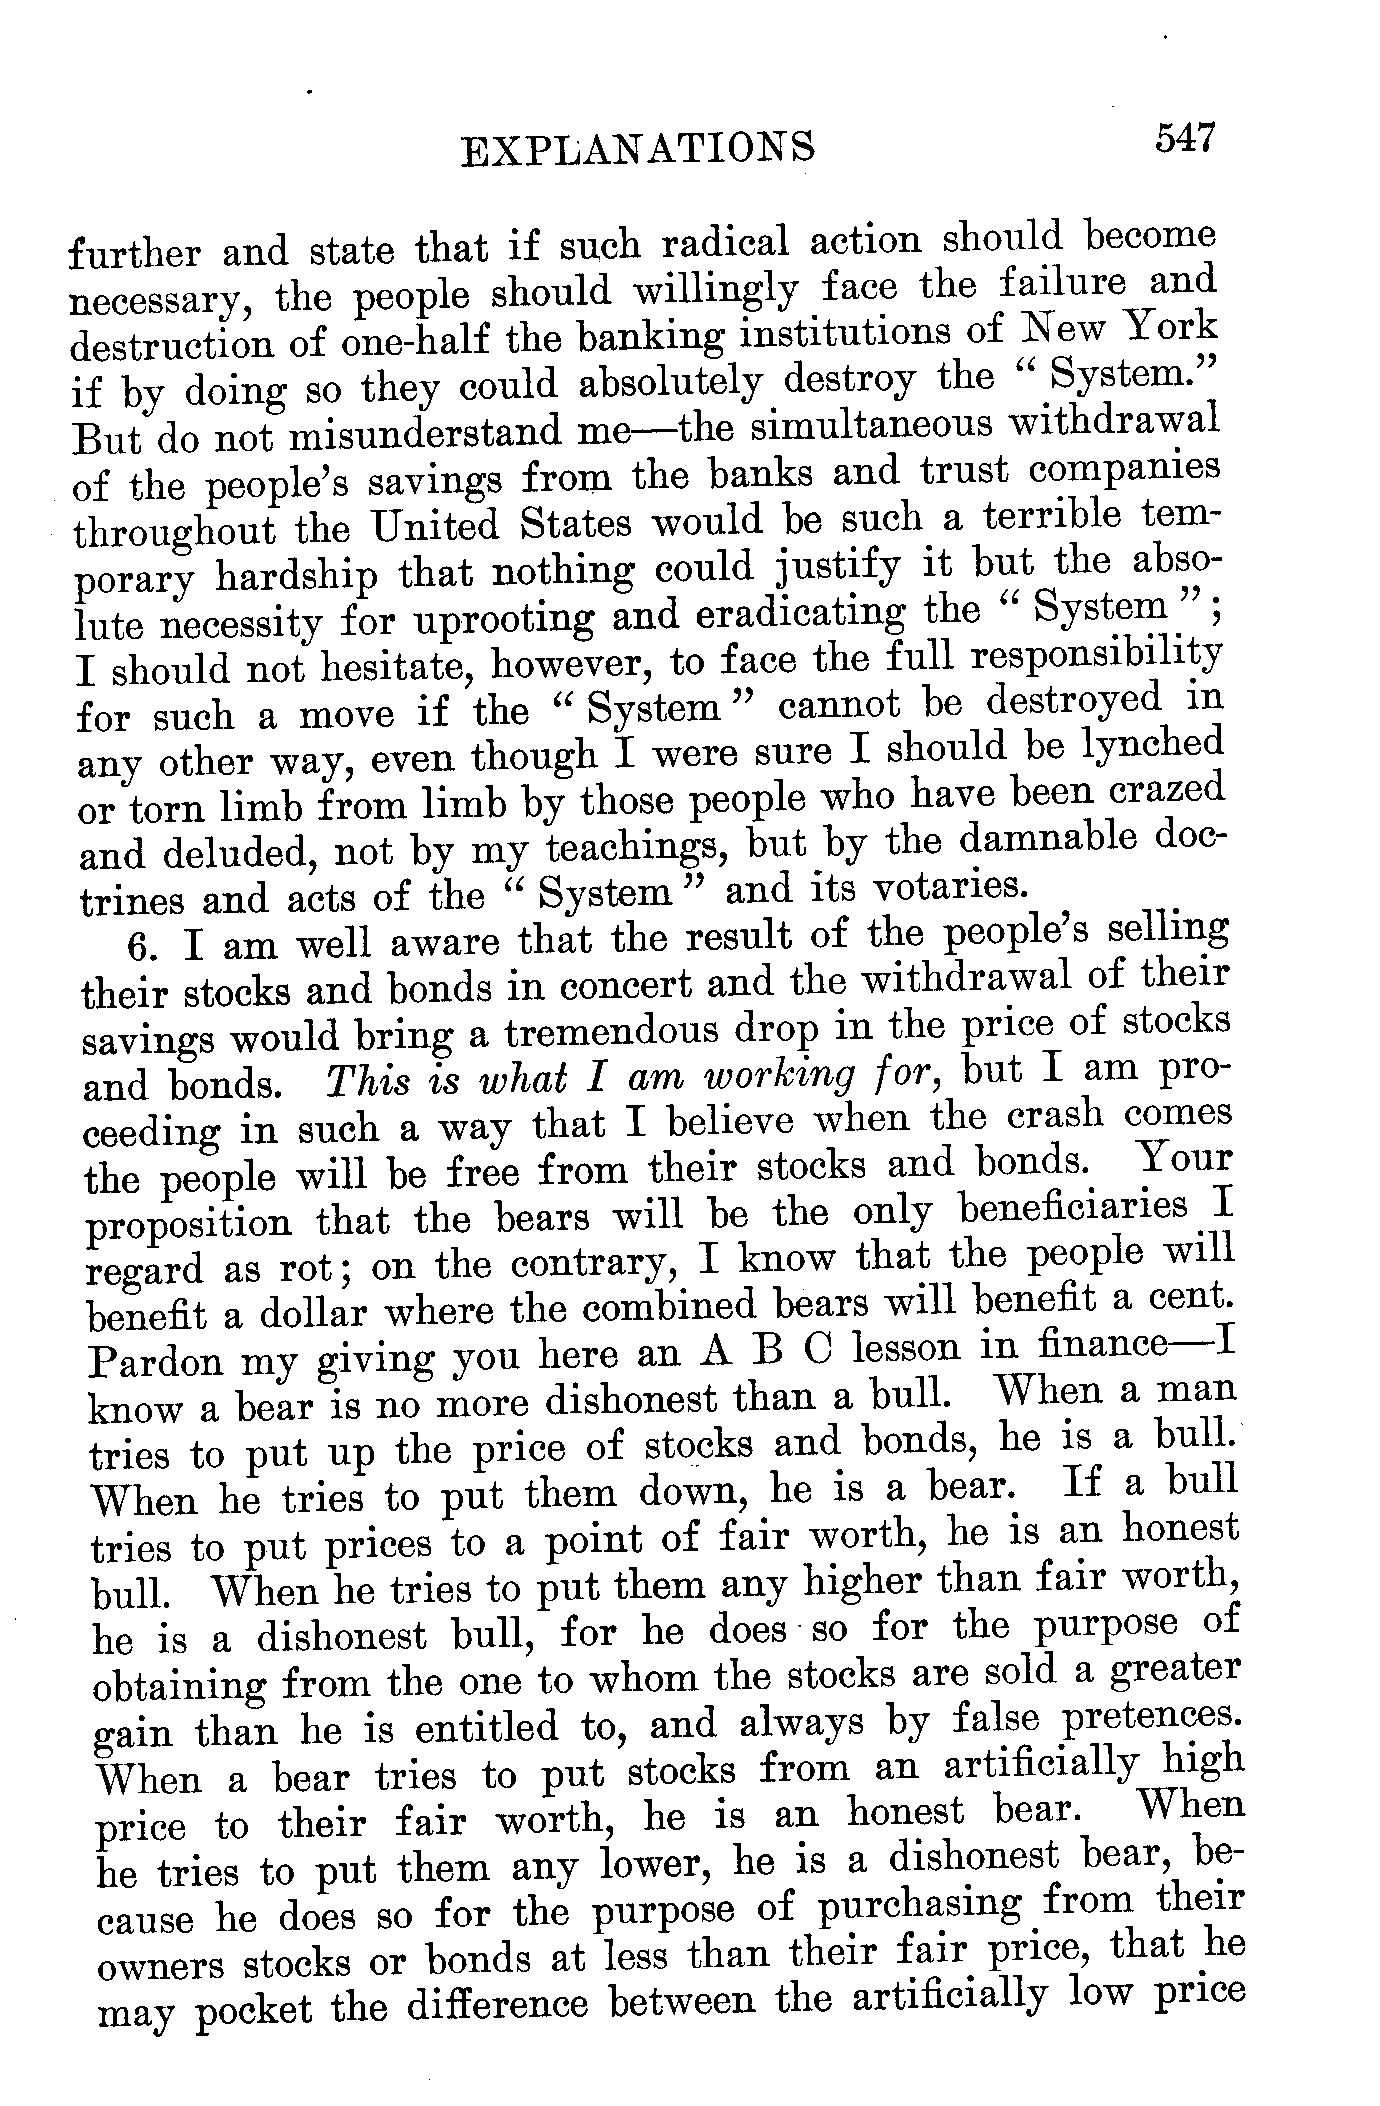 EXPLANATIONS 547
further and state that if such radical action should become
necessary, the people should willingly face the failure and
destruction of one-half the banking institutions of New York
if by doing so they could absolutely destroy the “ System.”
But do not misunderstand me—the simultaneous withdrawal
of the people’s savings from the banks and trust companies
throughout the United States would be such a terrible tem-
porary hardship that nothing could justify it but the abso-
lute necessity for uprooting and eradicating the “ System ” ;
I should not hesitate, however, to face the full responsibility
for such a move if the “ System ” cannot be destroyed in
any other way, even though I were sure I should be lynched
or torn limb from limb by those people who have been crazed
and deluded, not by my teachings, but by the damnable doc-
trines and acts of the “ System ” and its votaries.
6. I am well aware that the result of the people’s selling
their stocks and bonds in concert and the withdrawal of their
savings would bring a tremendous drop in the price of stocks
and bonds. This is what I am working for, but I am pro-
ceeding in such a way that I believe when the crash comes
the people will be free from their stocks and bonds. Your
proposition that the bears will be the only beneficiaries I
regard as rot; on the contrary, I know that the people will
benefit a dollar where the combined bears will benefit a cent.
Pardon my giving you here an A B C lesson in finance—I
know a bear is no more dishonest than a bull. When a man
tries to put up the price of stocks and bonds, he is a bull.
When he tries to put them down, he is a bear. If a bull
tries to put prices to a point of fair worth, he is an honest
bull. When he tries to put them any higher than fair worth,
he is a dishonest bull, for he does so for the purpose of
obtaining from the one to whom the stocks are sold a greater
gain than he is entitled to, and always by false pretences.
When a bear tries to put stocks from an artificially high
price to their fair worth, he is an honest bear. When
he tries to put them any lower, he is a dishonest bear, be-
cause he does so for the purpose of purchasing from their
owners stocks or bonds at less than their fair price, that he
may pocket the difference between the artificially low price